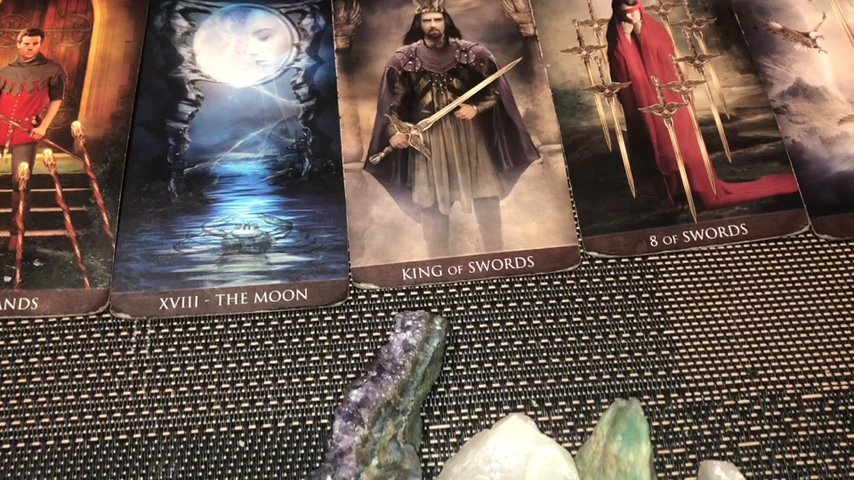 ANDS
XVIII - THE MOON
KING OF SWORDS
8 OF SWORDS